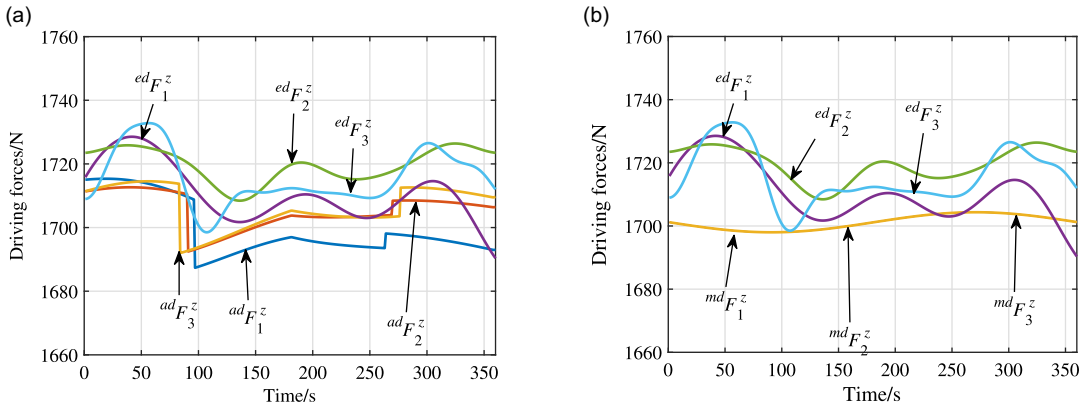 (a)
1760
1740
1720
1700
1680
1660
Driving forces/N
edF1z
edF2z
edF3z
adF3z
adF1z
adF2z
0 50 100 150 200 250 300 350
Time/s
(b)
1760
1740
1720
1700
1680
1660
Driving forces/N
edF1z
edF2z
edF3z
mdF1z
mdF2z
mdF3z
0 50 100 150 200 250 300 350
Time/s